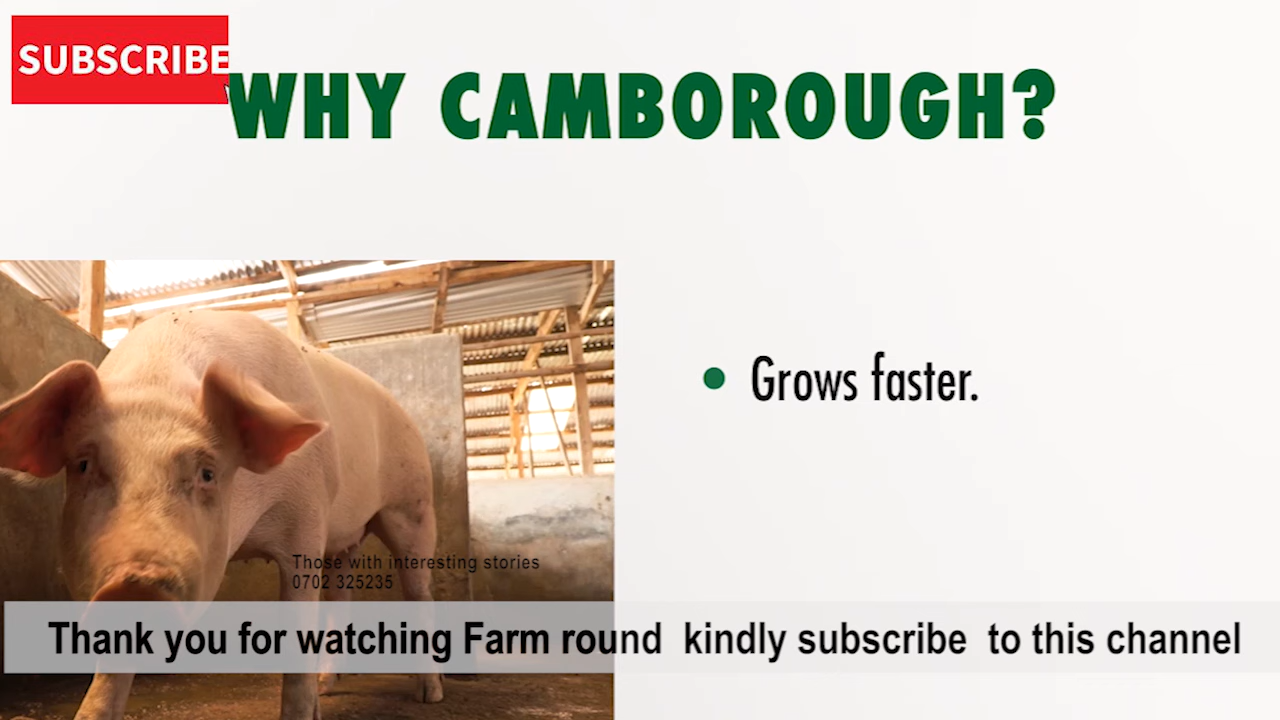 SUBSCRIBE
WHY CAMBOROUGH?
Grows faster.
Those with interesting stories
0702 325235
Thank you for watching Farm round kindly subscribe to this channel